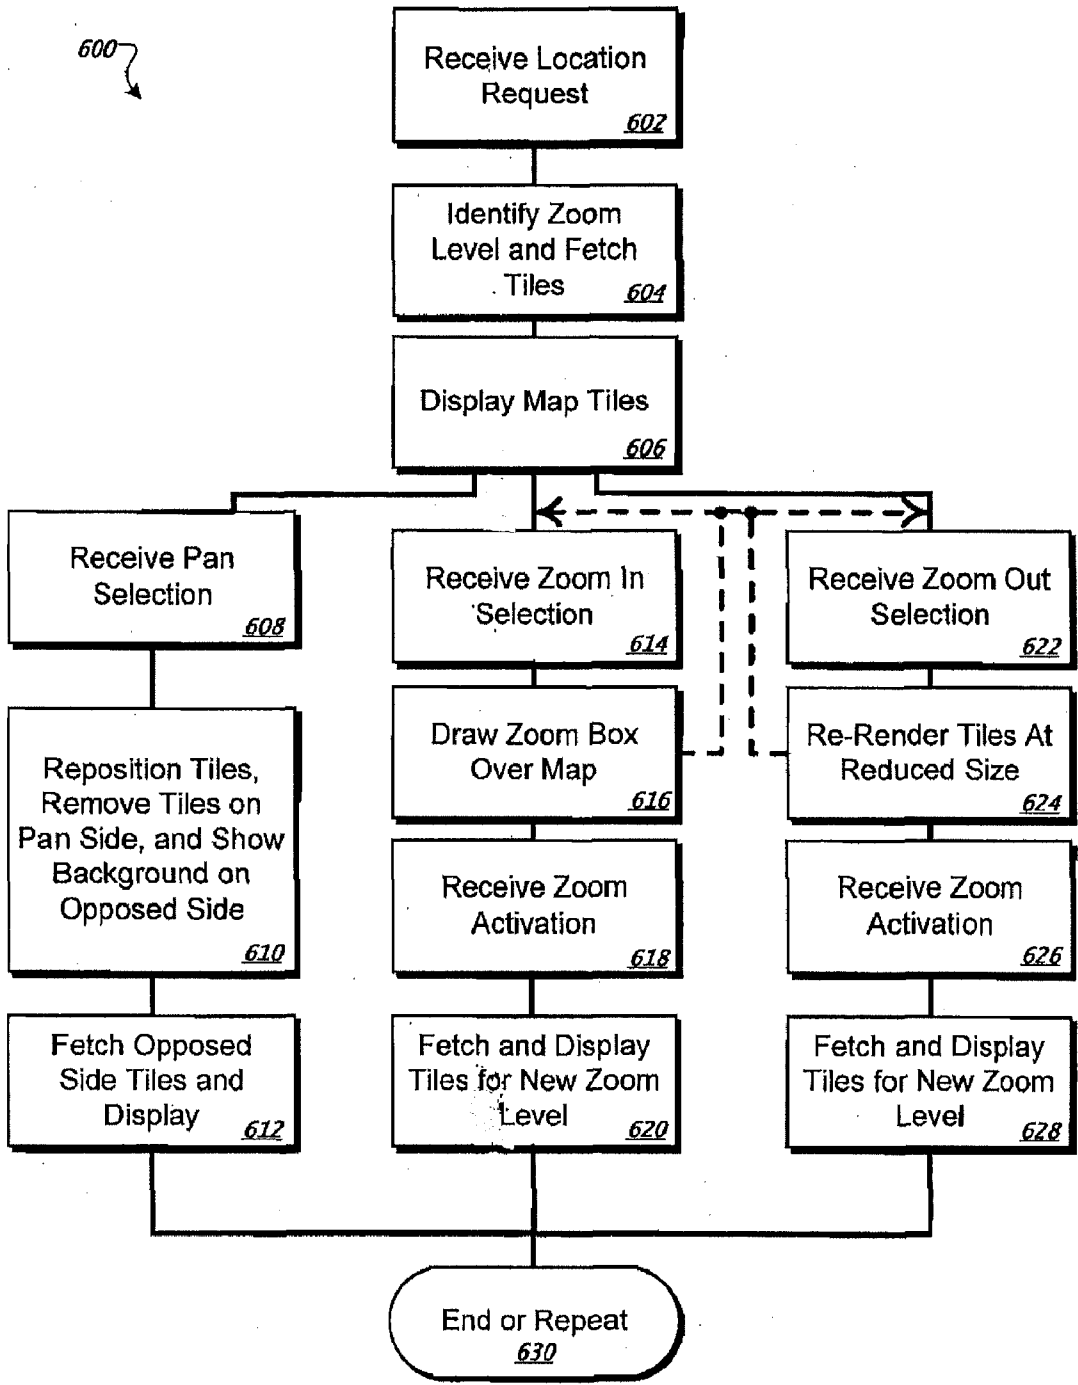 600
Receive Location
Request
602
Identify Zoom
Level and Fetch
Tiles
604
Display Map Tiles
606
Receive Pan
Selection
608
Reposition Tiles,
Remove Tiles on
Pan Side, and Show
Background on
Opposed Side
610
Fetch Opposed
Side Tiles and
Display
612
Receive Zoom In
Selection
614
Draw Zoom Box
Over Map
616
Receive Zoom
Activation
618
Fetch and Display
Tiles for New Zoom
Level
620
Receive Zoom Out
Selection
622
Re-Render Tiles At
Reduced Size
624
Receive Zoom
Activation
626
Fetch and Display
Tiles for New Zoom
Level
628
End or Repeat
630